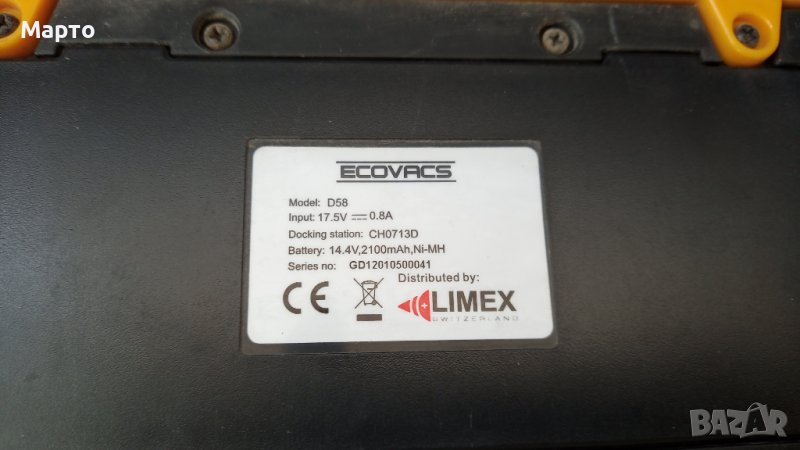 Марто
ECOVACS
Model: D58
Input: 17.5V ⎓ 0.8A
Docking station: CH0713D
Battery: 14.4V,2100mAh,Ni-MH
Series no: GD12010500041
Distributed by:
CE
LIMEX
SWITZERLAND
BAZAR